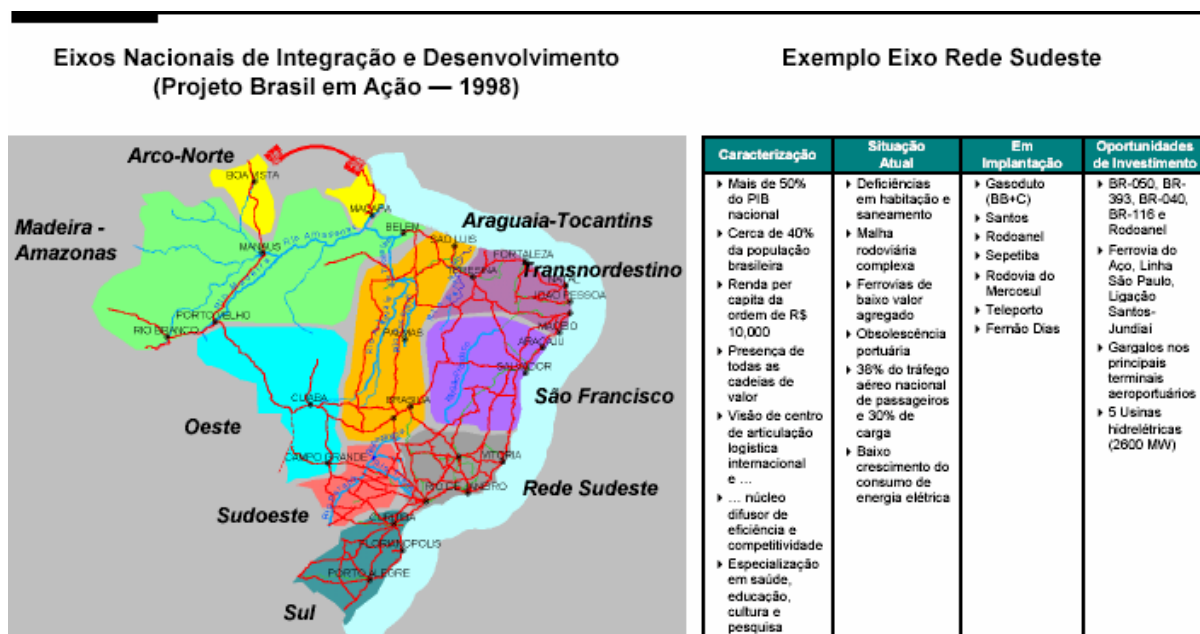 Eixos Nacionais de Integração e Desenvolvimento
(Projeto Brasil em Ação — 1998)
Exemplo Eixo Rede Sudeste
Arco-Norte
BOA VISTA
MACAPA
Madeira -
Amazonas
MANAUS
Rio Amazonas
BELEM
Araguaia-Tocantins
SAO LUIS
FORTALEZA
TERESINA
Transnordestino
NATAL
JOAO PESSOA
PORTO VELHO
RIO BRANCO
PALMAS
MACEIO
ARACAJU
SALVADOR
São Francisco
CUIABA
BRASILIA
Oeste
CAMPO GRANDE
VITORIA
RIO DE JANEIRO
Rede Sudeste
Sudoeste
CURITIBA
FLORIANOPOLIS
PORTO ALEGRE
Sul
Caracterização
Mais de 50%
do PIB
nacional
Cerca de 40%
da população
brasileira
Renda per
capita da
ordem de R$
10,000
Presença de
todas as
cadeias de
valor
Visão de centro
de articulação
logística
internacional
e ...
... núcleo
difusor de
eficiência e
competitividade
Especialização
em saúde,
educação,
cultura e
pesquisa
Situação
Atual
Deficiências
em habitação e
saneamento
Malha
rodoviária
complexa
Ferrovias de
baixo valor
agregado
Obsolescência
portuária
38% do tráfego
aéreo nacional
de passageiros
e 30% de
carga
Baixo
crescimento do
consumo de
energia elétrica
Em
Implantação
Gasoduto
(BB+C)
Santos
Rodoanel
Sepetiba
Rodovia do
Mercosul
Teleporto
Fernão Dias
Oportunidades
de Investimento
BR-050, BR-
393, BR-040,
BR-116 e
Rodoanel
Ferrovia do
Aço, Linha
São Paulo,
Ligação
Santos-
Jundiaí
Gargalos nos
principais
terminais
aeroportuários
5 Usinas
hidrelétricas
(2600 MW)